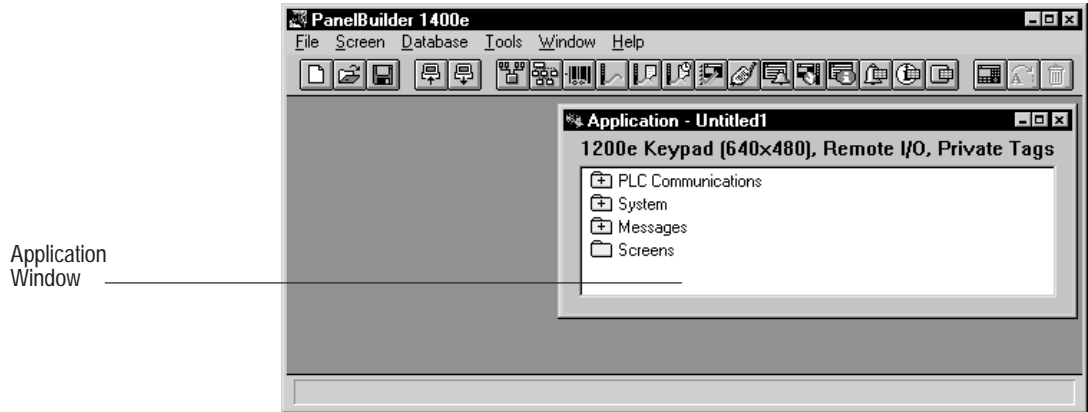 PanelBuilder 1400e
File Screen Database Tools Window Help
Application - Untitled1
1200e Keypad (640x480), Remote I/O, Private Tags
PLC Communications
System
Messages
Screens
Application
Window